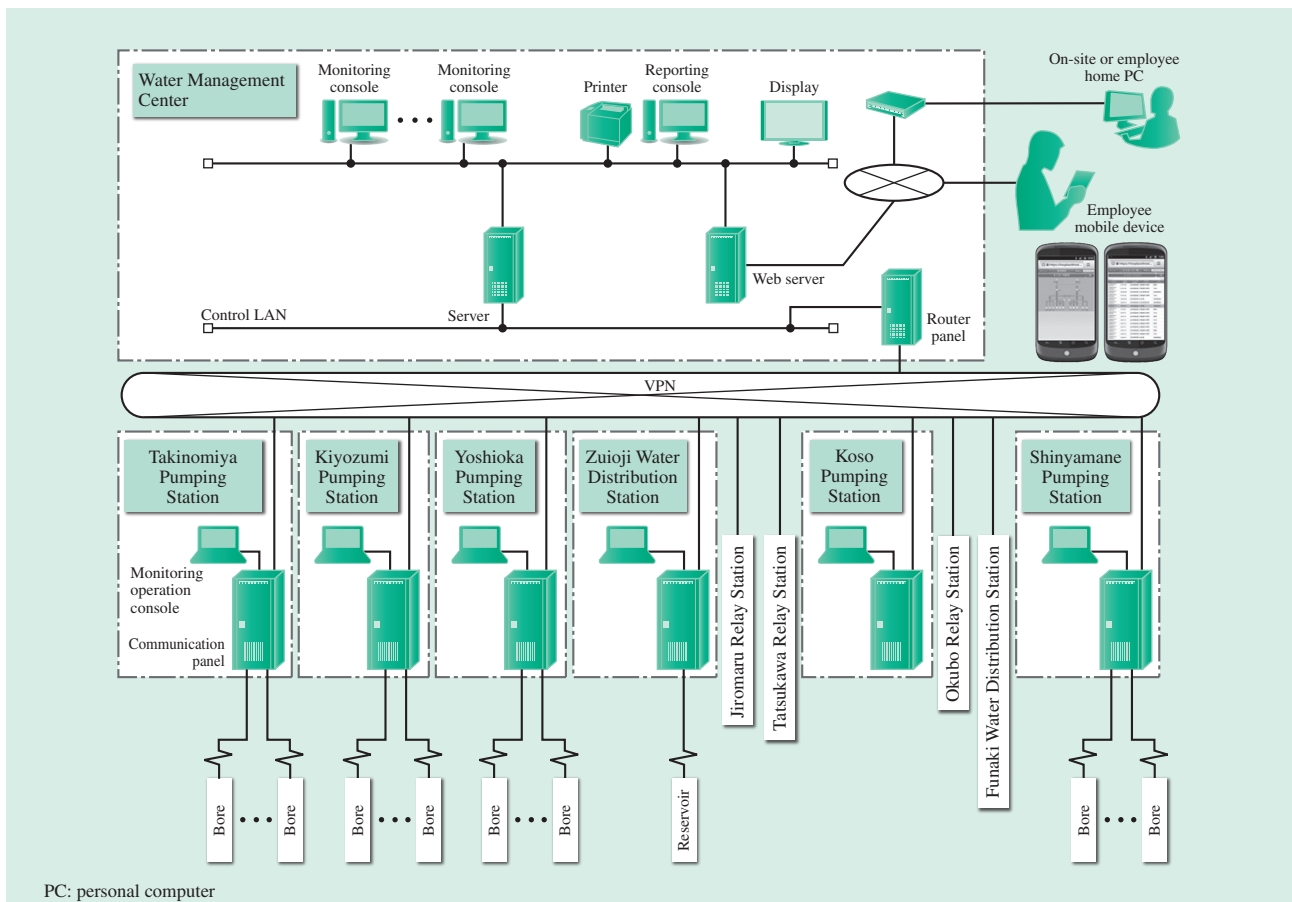 Water Management
Center
Monitoring
console
Monitoring
console
Printer
Reporting
console
Display
On-site or employee
home PC
Employee
mobile device
Web server
Server
Control LAN
Router
panel
VPN
Takinomiya
Pumping
Station
Kiyozumi
Pumping
Station
Yoshioka
Pumping
Station
Zuioji Water
Distribution
Station
Koso
Pumping
Station
Shinyamane
Pumping
Station
Monitoring
operation
console
Communication
panel
Jiromaru Relay Station
Tatsukawa Relay Station
Okubo Relay Station
Funaki Water Distribution Station
Bore
Bore
Bore
Bore
Bore
Bore
Reservoir
Bore
Bore
PC: personal computer